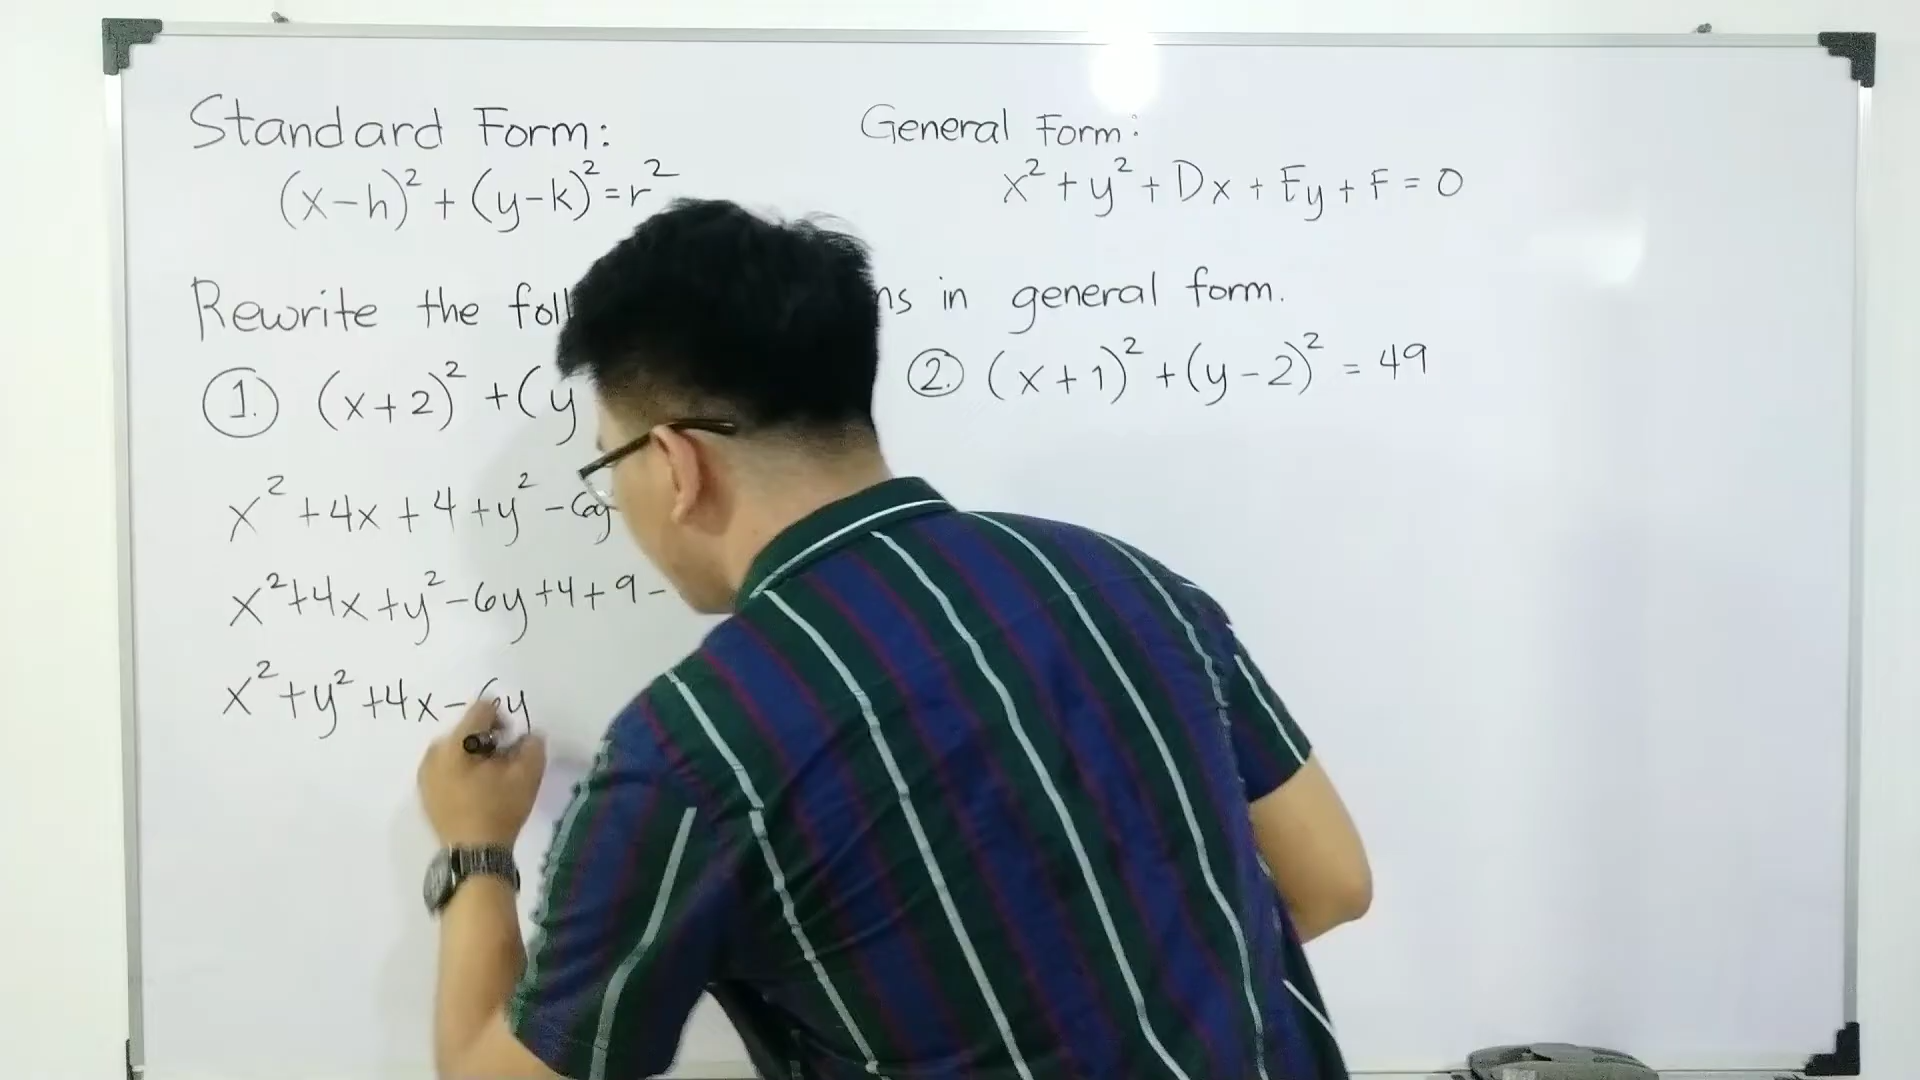 Standard Form:
(x-h)² + (y-k)² = r²
General Form:
x² + y² + Dx + Ey + F = 0
Rewrite the in general form.
1. (x+2)² + (y
x² + 4x + 4 + y² - 6y
x² + 4x + y² - 6y + 4 + 9 -
x² + y² + 4x - 6y
2. (x+1)² + (y-2)² = 49